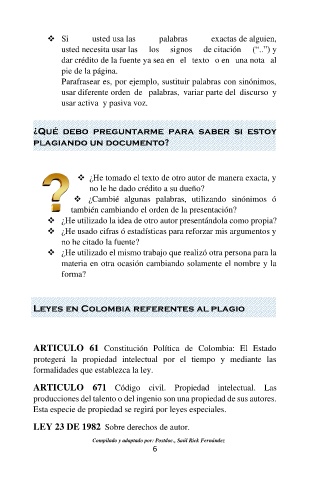 ❖ Si usted usa las palabras exactas de alguien,
usted necesita usar las los signos de citación (“..”) y
dar crédito de la fuente ya sea en el texto o en una nota al
pie de la página.
Parafrasear es, por ejemplo, sustituir palabras con sinónimos,
usar diferente orden de palabras, variar parte del discurso y
usar activa y pasiva voz.
¿QUÉ DEBO PREGUNTARME PARA SABER SI ESTOY
PLAGIANDO UN DOCUMENTO?
❖ ¿He tomado el texto de otro autor de manera exacta, y
no le he dado crédito a su dueño?
❖ ¿Cambié algunas palabras, utilizando sinónimos ó
también cambiando el orden de la presentación?
❖ ¿He utilizado la idea de otro autor presentándola como propia?
❖ ¿He usado cifras ó estadísticas para reforzar mis argumentos y
no he citado la fuente?
❖ ¿He utilizado el mismo trabajo que realizó otra persona para la
materia en otra ocasión cambiando solamente el nombre y la
forma?
LEYES EN COLOMBIA REFERENTES AL PLAGIO
ARTICULO 61 Constitución Política de Colombia: El Estado
protegerá la propiedad intelectual por el tiempo y mediante las
formalidades que establezca la ley.
ARTICULO 671 Código civil. Propiedad intelectual. Las
producciones del talento o del ingenio son una propiedad de sus autores.
Esta especie de propiedad se regirá por leyes especiales.
LEY 23 DE 1982 Sobre derechos de autor.
Compilado y adaptado por: Postdoc., Saúl Rick Fernández
6